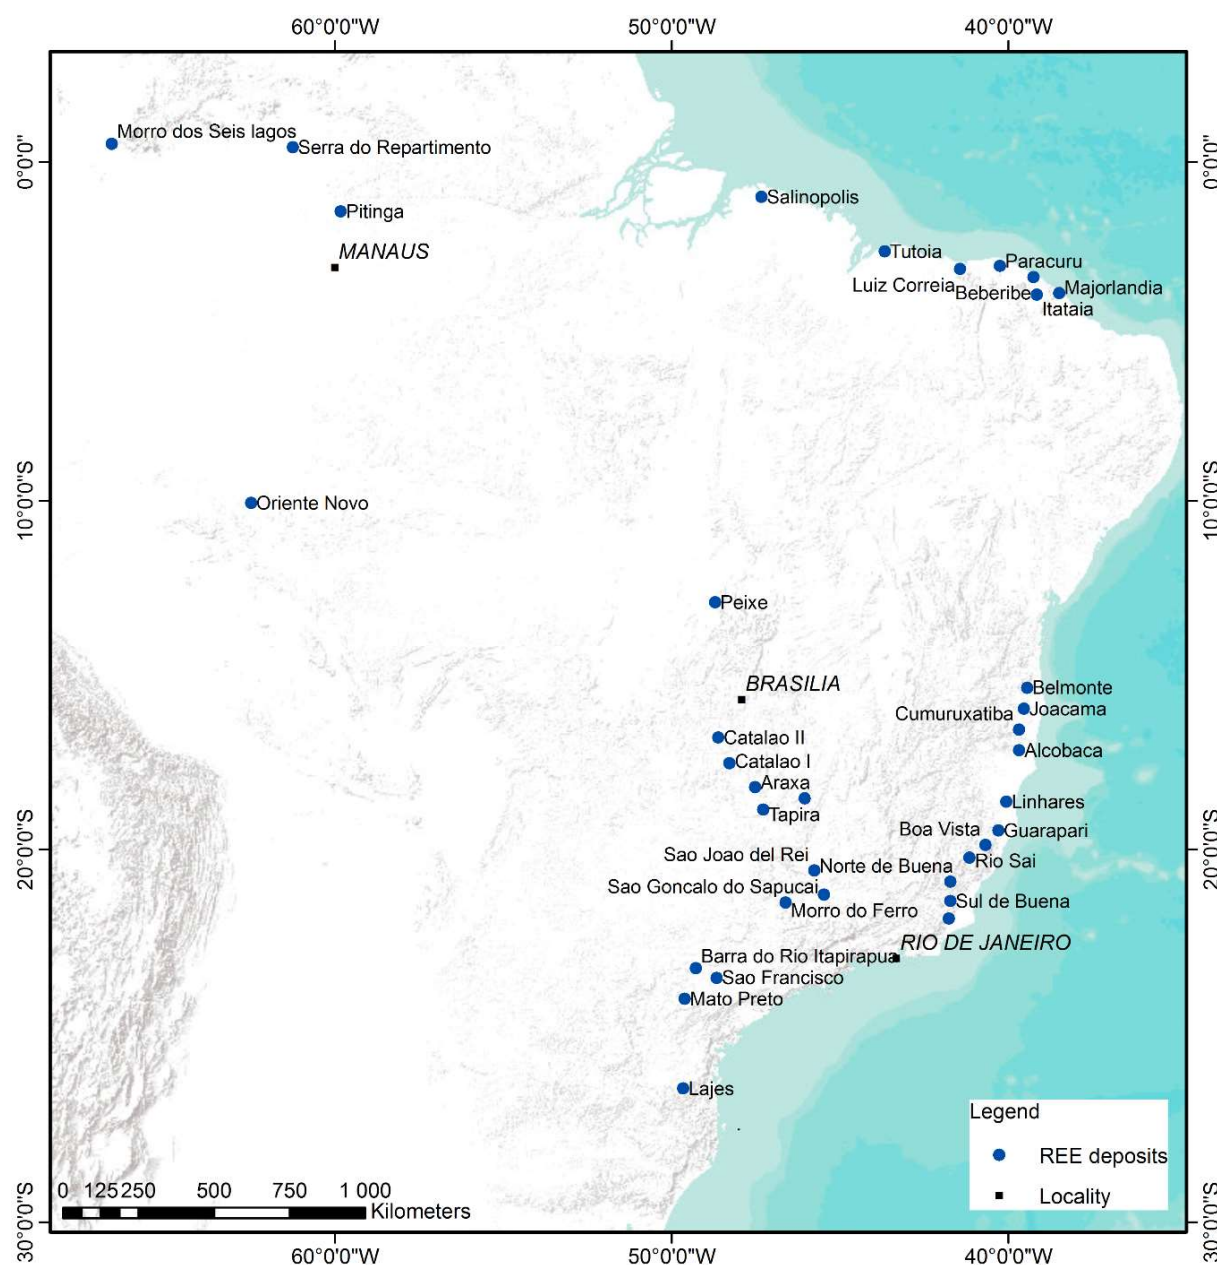 60°0'0"W
50°0'0"W
40°0'0"W
Morro dos Seis lagos
Serra do Repartimento
0°0'0"
0°0'0"
Pitinga
Salinopolis
MANAUS
Tutoia
Paracuru
Luiz Correia
Beberibe
Majorlandia
Itataia
10°0'0"S
Oriente Novo
10°0'0"S
Peixe
BRASILIA
Belmonte
Cumuruxatiba
Joacama
Catalao II
Alcobaca
Catalao I
Araxa
Linhares
Tapira
Boa Vista
Guarapari
20°0'0"S
20°0'0"S
Sao Joao del Rei
Norte de Buena
Rio Sai
Sao Goncalo do Sapucai
Sul de Buena
Morro do Ferro
RIO DE JANEIRO
Barra do Rio Itapirapua
Sao Francisco
Mato Preto
Lajes
Legend
REE deposits
Locality
0 125 250 500 750 1 000
Kilometers
30°0'0"S
30°0'0"S
60°0'0"W
50°0'0"W
40°0'0"W